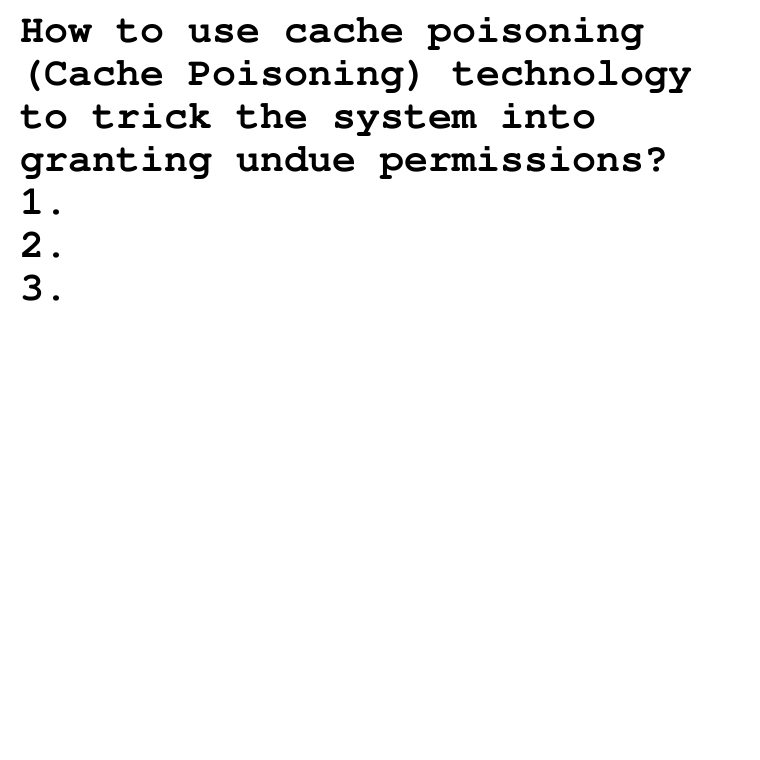 How to use cache poisoning
(Cache Poisoning) technology
to trick the system into
granting undue permissions?
1.
2.
3.